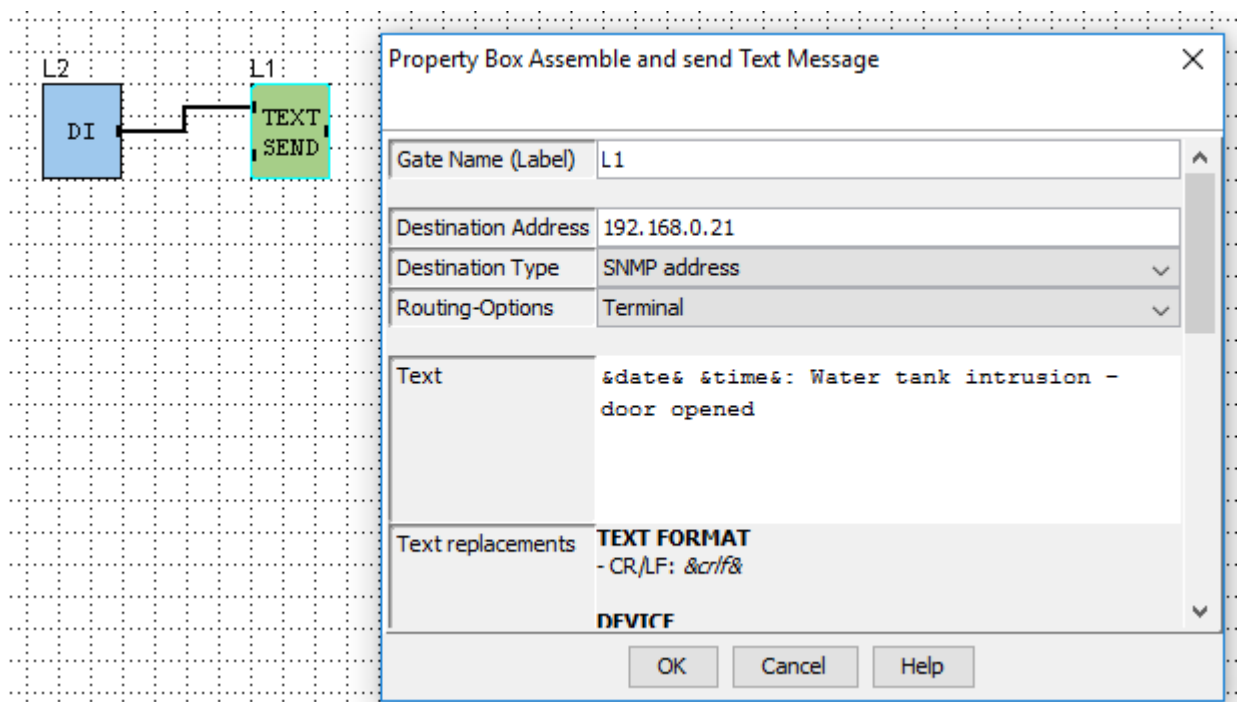 L2
L1
DI
TEXT
SEND
Property Box Assemble and send Text Message
Gate Name (Label) L1
Destination Address 192.168.0.21
Destination Type SNMP address
Routing-Options Terminal
Text &date& &time&: Water tank intrusion –
door opened
Text replacements TEXT FORMAT
- CR/LF: &crlf&
DEVICE
OK Cancel Help